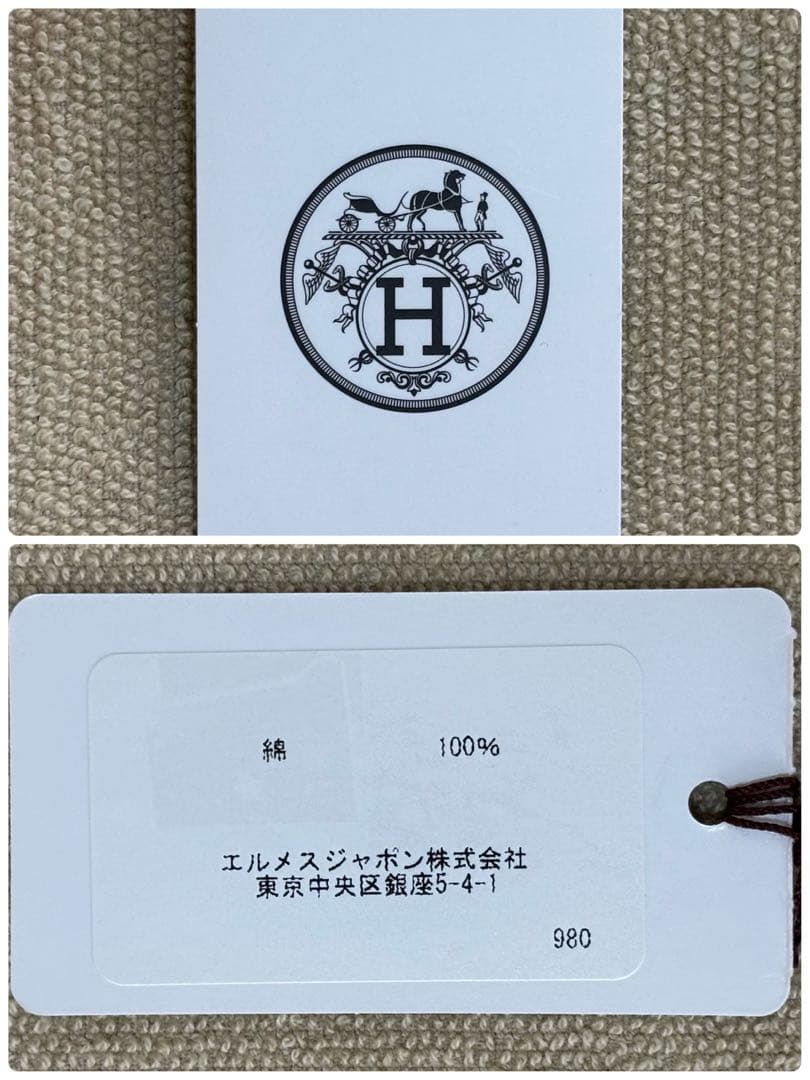 H
綿 100%
エルメスジャポン株式会社
東京中央区銀座5-4-1
980